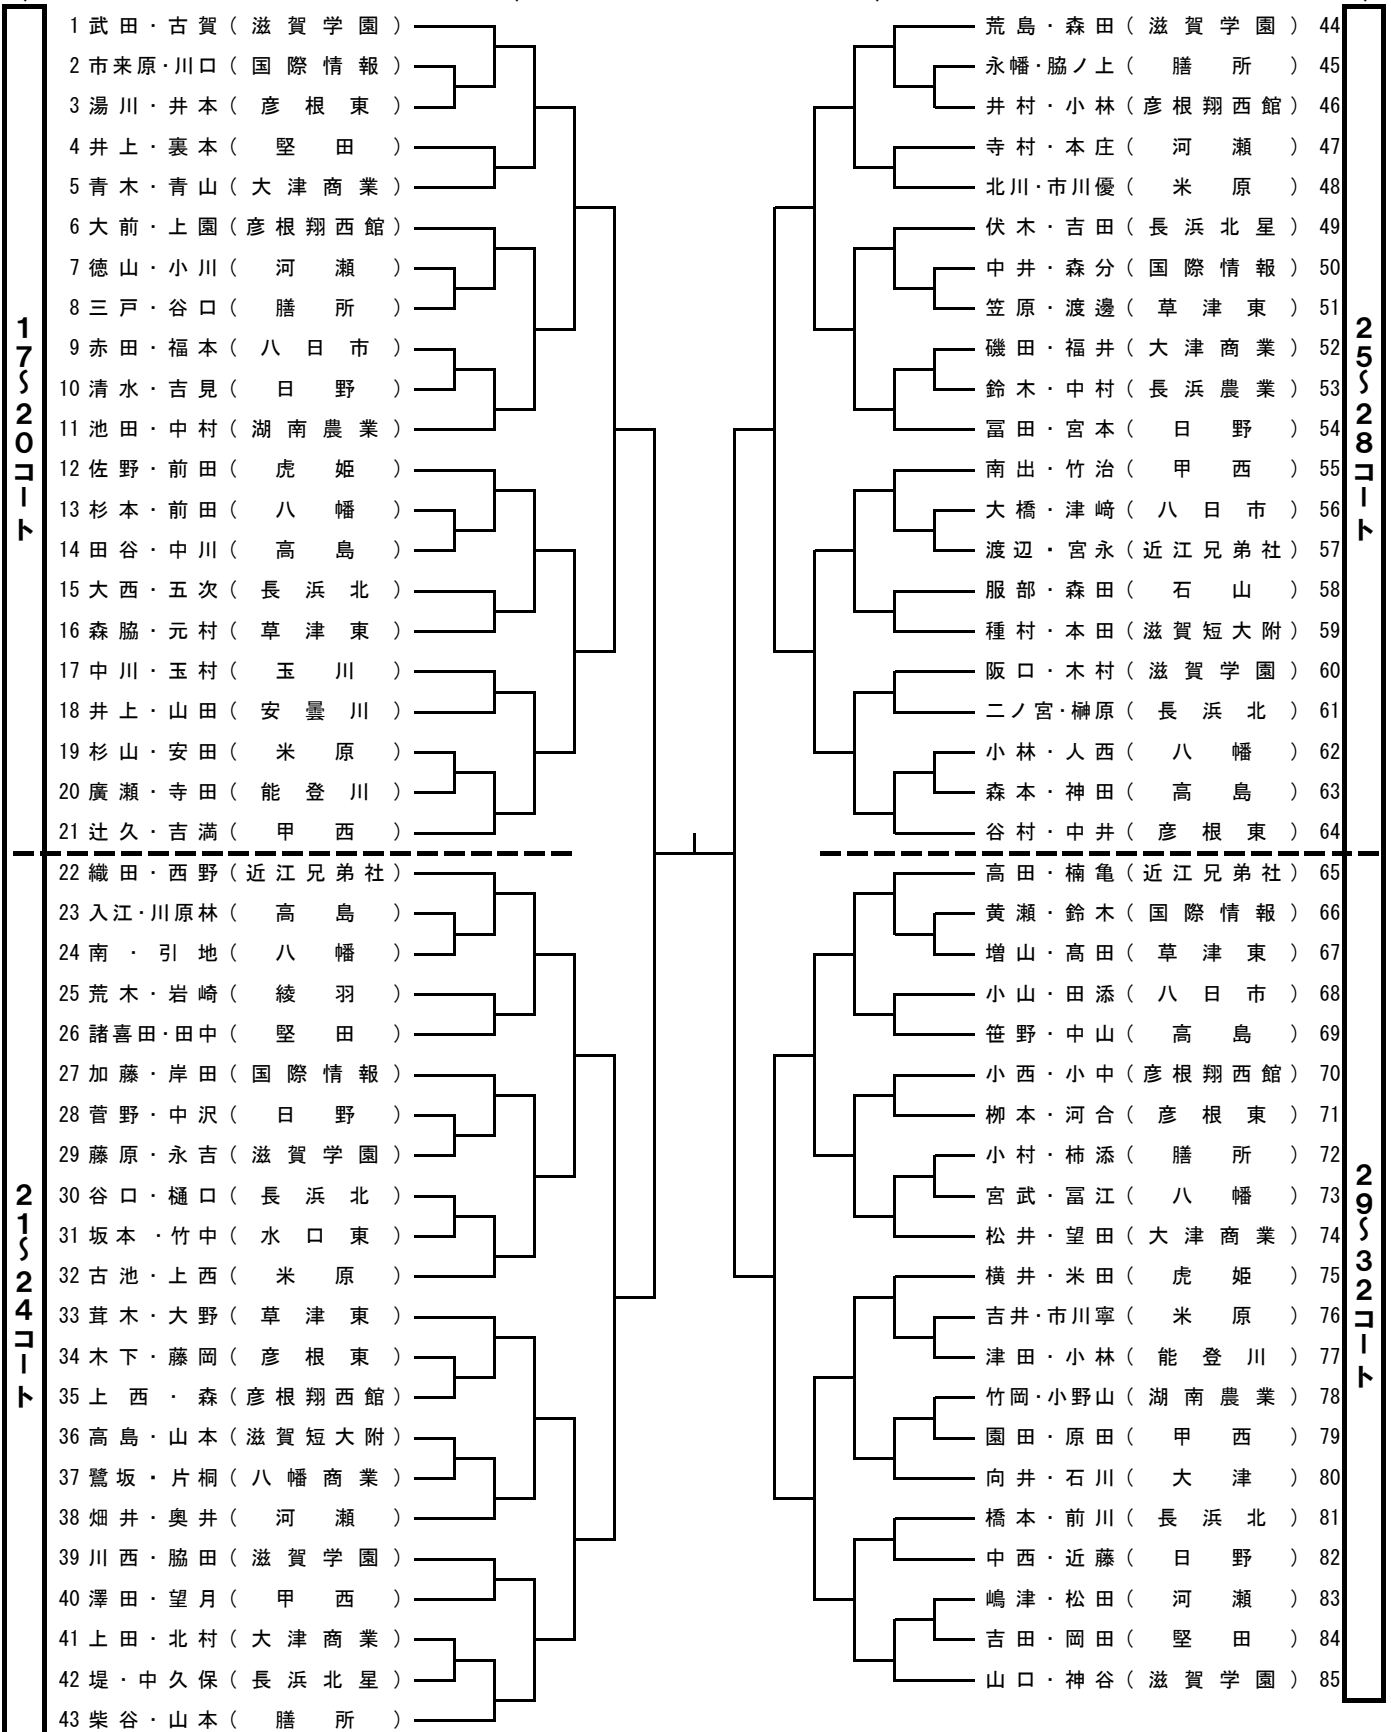 17~20コート
1 武田・古賀(滋賀学園)
2 市来原・川口(国際情報)
3 湯川・井本(彦根東)
4 井上・裏本(堅田)
5 青木・青山(大津商業)
6 大前・上園(彦根翔西館)
7 徳山・小川(河瀬)
8 三戸・谷口(膳所)
9 赤田・福本(八日市)
10 清水・吉見(日野)
11 池田・中村(湖南農業)
12 佐野・前田(虎姫)
13 杉本・前田(八幡)
14 田谷・中川(高島)
15 大西・五次(長浜北)
16 森脇・元村(草津東)
17 中川・玉村(玉川)
18 井上・山田(安曇川)
19 杉山・安田(米原)
20 廣瀬・寺田(能登川)
21 辻久・吉満(甲西)
21~24コート
22 織田・西野(近江兄弟社)
23 入江・川原林(高島)
24 南・引地(八幡)
25 荒木・岩崎(綾羽)
26 諸喜田・田中(堅田)
27 加藤・岸田(国際情報)
28 菅野・中沢(日野)
29 藤原・永吉(滋賀学園)
30 谷口・樋口(長浜北)
31 坂本・竹中(水口東)
32 古池・上西(米原)
33 茸木・大野(草津東)
34 木下・藤岡(彦根東)
35 上西・森(彦根翔西館)
36 高島・山本(滋賀短大附)
37 鷺坂・片桐(八幡商業)
38 畑井・奥井(河瀬)
39 川西・脇田(滋賀学園)
40 澤田・望月(甲西)
41 上田・北村(大津商業)
42 堤・中久保(長浜北星)
43 柴谷・山本(膳所)
25~28コート
荒島・森田(滋賀学園) 44
永幡・脇ノ上(膳所) 45
井村・小林(彦根翔西館) 46
寺村・本庄(河瀬) 47
北川・市川優(米原) 48
伏木・吉田(長浜北星) 49
中井・森分(国際情報) 50
笠原・渡邊(草津東) 51
磯田・福井(大津商業) 52
鈴木・中村(長浜農業) 53
冨田・宮本(日野) 54
南出・竹治(甲西) 55
大橋・津﨑(八日市) 56
渡辺・宮永(近江兄弟社) 57
服部・森田(石山) 58
種村・本田(滋賀短大附) 59
阪口・木村(滋賀学園) 60
二ノ宮・榊原(長浜北) 61
小林・人西(八幡) 62
森本・神田(高島) 63
谷村・中井(彦根東) 64
29~32コート
高田・楠亀(近江兄弟社) 65
黄瀬・鈴木(国際情報) 66
増山・髙田(草津東) 67
小山・田添(八日市) 68
笹野・中山(高島) 69
小西・小中(彦根翔西館) 70
栁本・河合(彦根東) 71
小村・柿添(膳所) 72
宮武・冨江(八幡) 73
松井・望田(大津商業) 74
横井・米田(虎姫) 75
吉井・市川寧(米原) 76
津田・小林(能登川) 77
竹岡・小野山(湖南農業) 78
園田・原田(甲西) 79
向井・石川(大津) 80
橋本・前川(長浜北) 81
中西・近藤(日野) 82
嶋津・松田(河瀬) 83
吉田・岡田(堅田) 84
山口・神谷(滋賀学園) 85